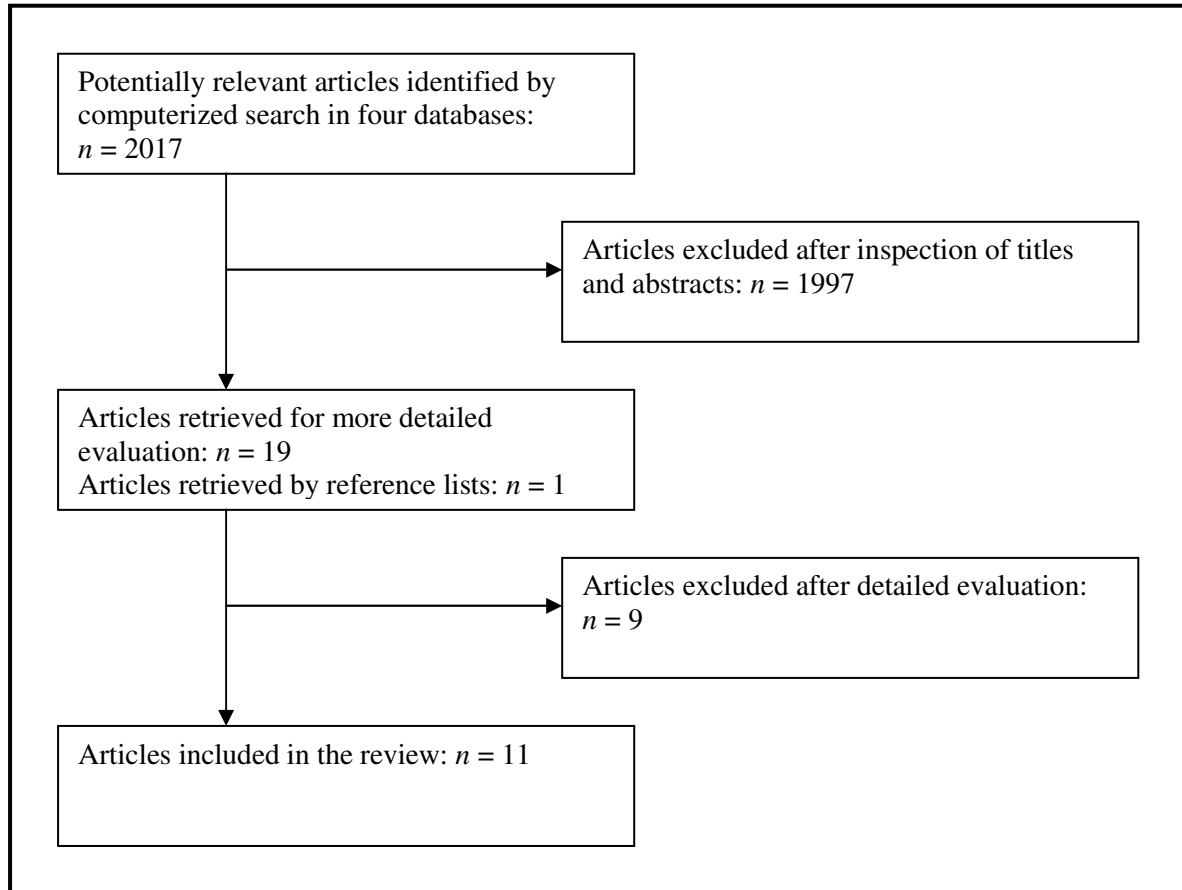 Potentially relevant articles identified by
computerized search in four databases:
n = 2017
Articles excluded after inspection of titles
and abstracts: n = 1997
Articles retrieved for more detailed
evaluation: n = 19
Articles retrieved by reference lists: n = 1
Articles excluded after detailed evaluation:
n = 9
Articles included in the review: n = 11